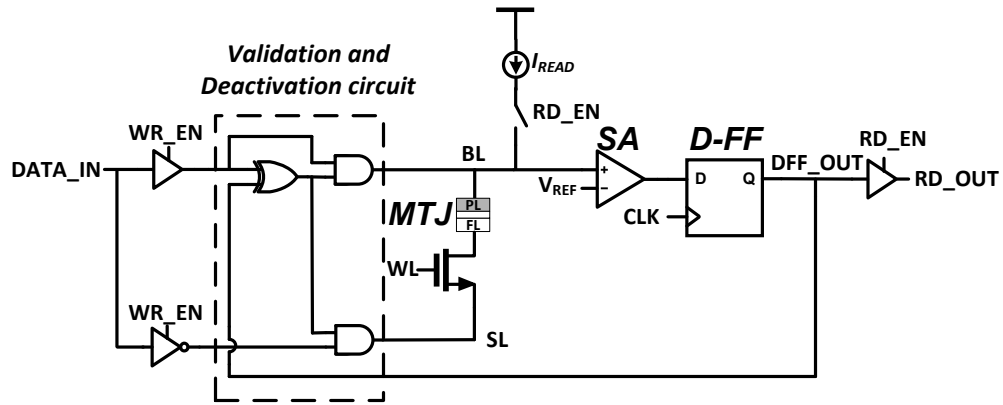 Validation and
Deactivation circuit
I_READ
RD_EN
WR_EN
DATA_IN
BL
SA
D-FF
RD_EN
V_REF
+
−
D
Q
DFF_OUT
RD_OUT
CLK
MTJ
PL
FL
WL
WR_EN
SL